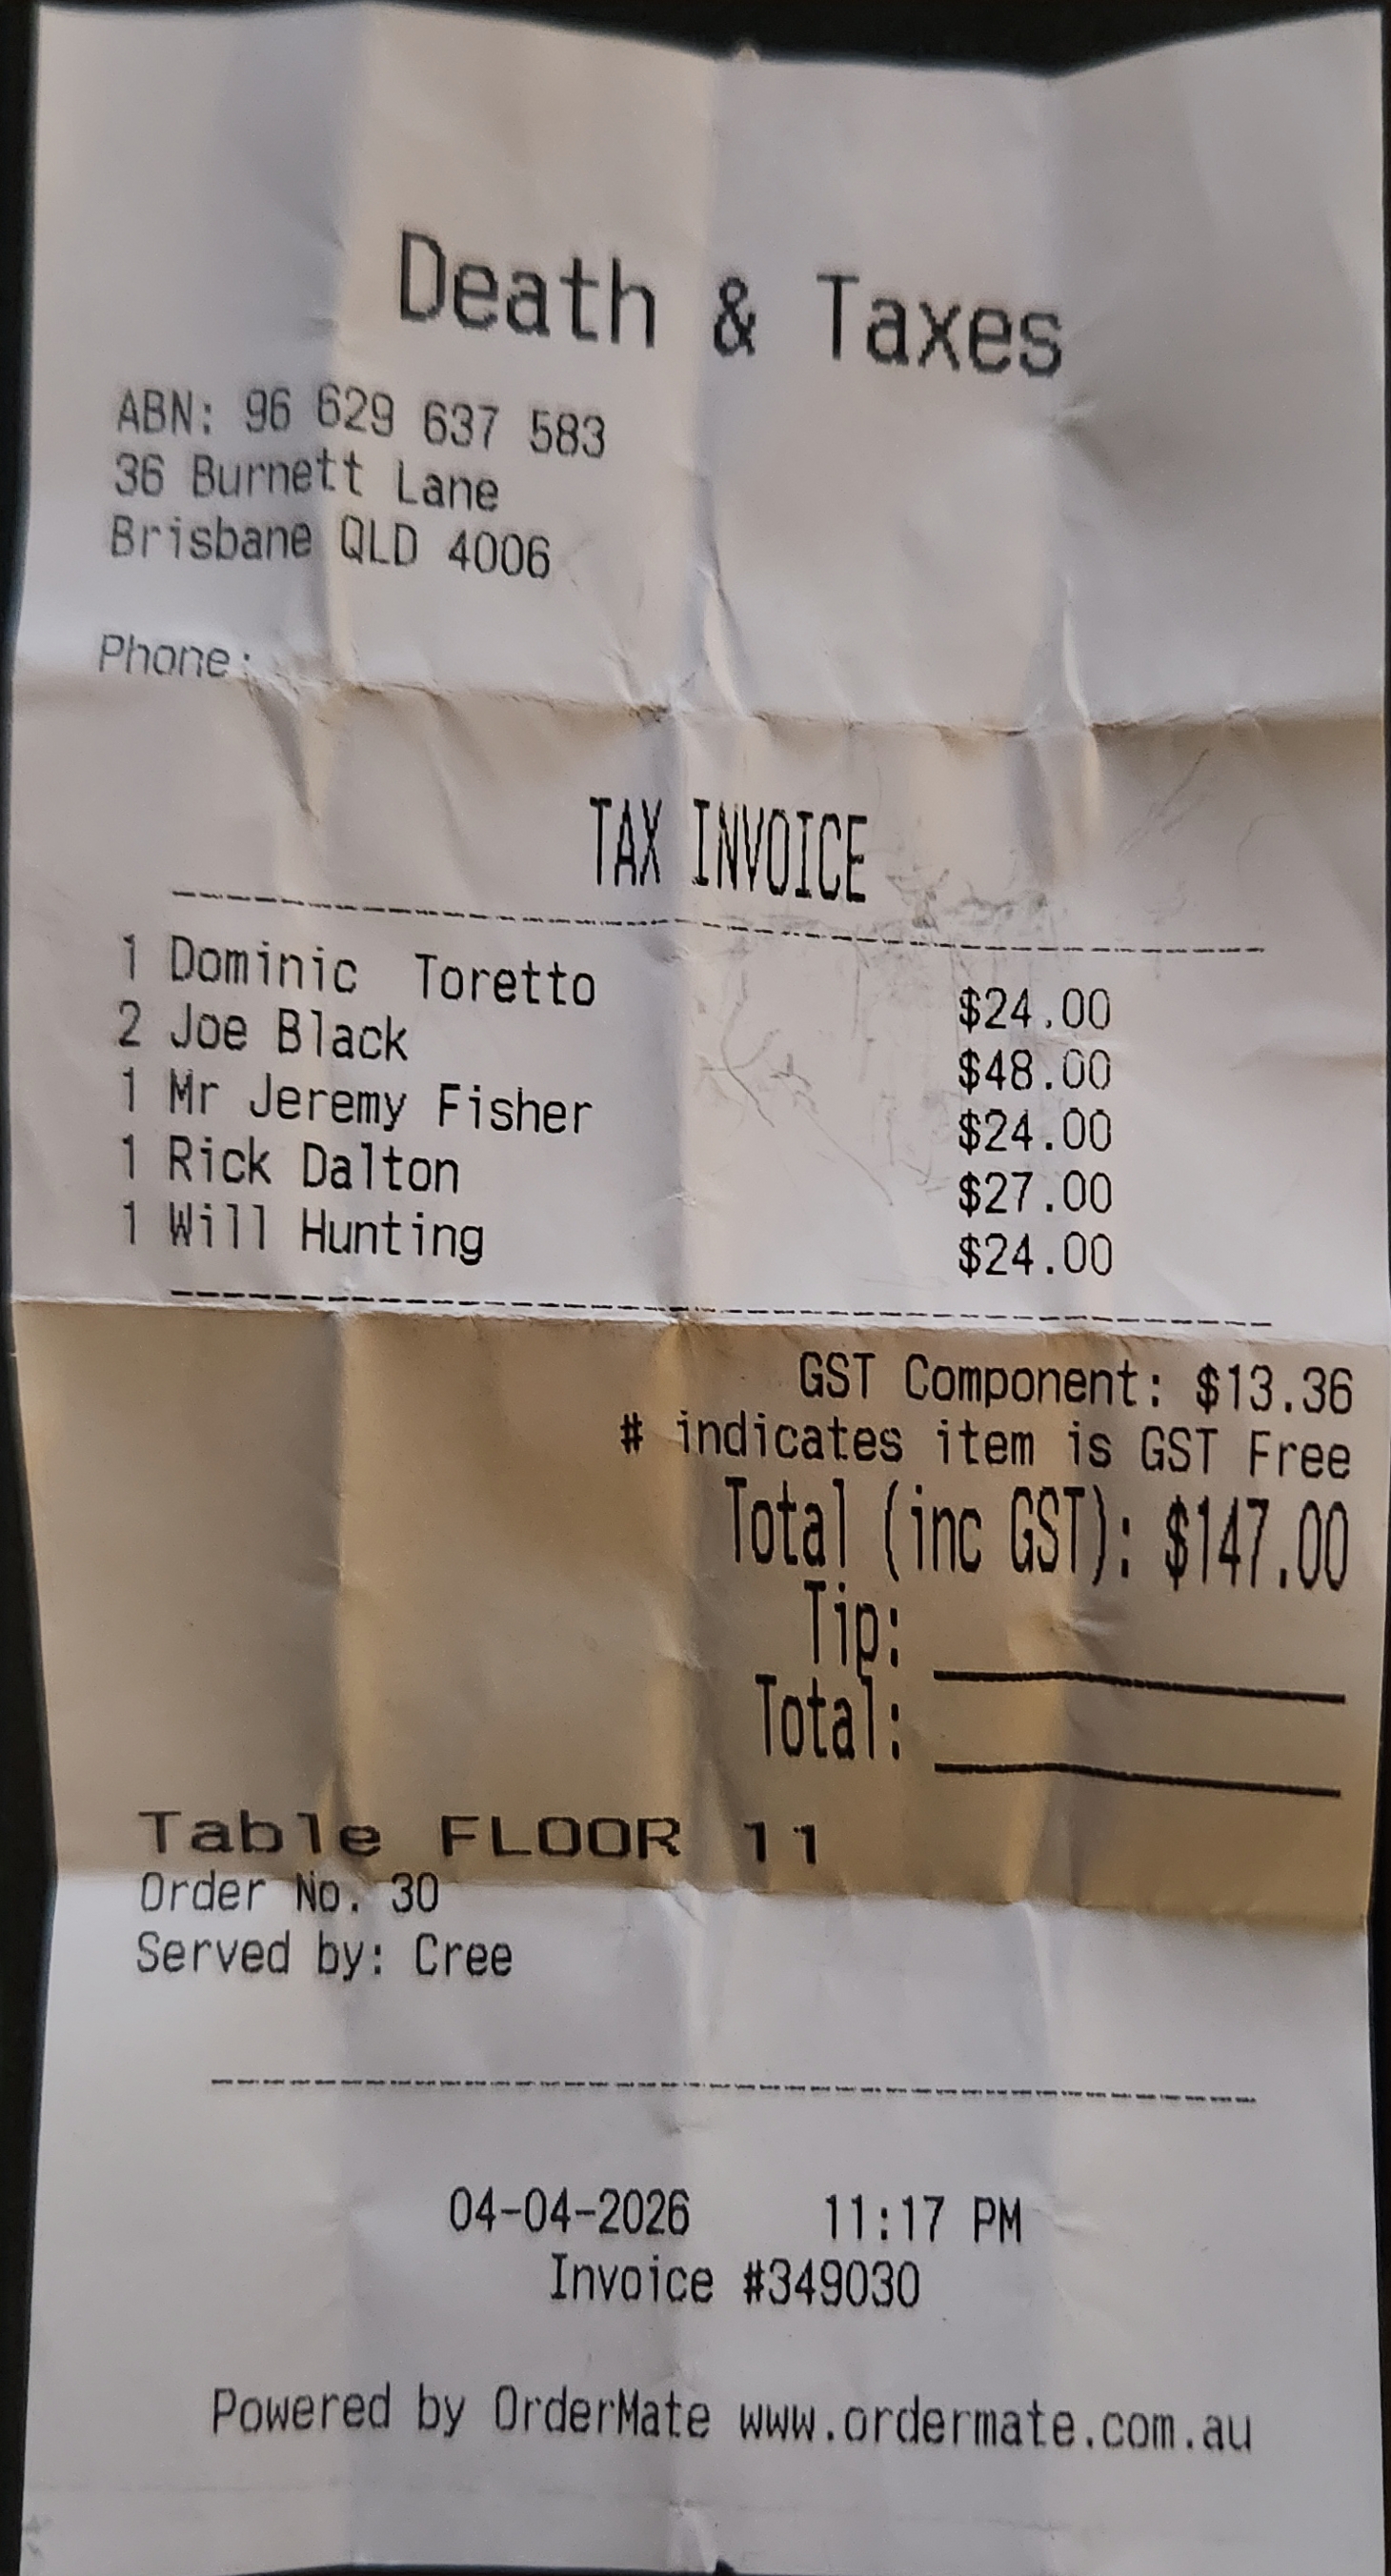 Death & Taxes
ABN: 96 629 637 583
36 Burnett Lane
Brisbane QLD 4006
Phone:
TAX INVOICE
1 Dominic Toretto $24.00
2 Joe Black $48.00
1 Mr Jeremy Fisher $24.00
1 Rick Dalton $27.00
1 Will Hunting $24.00
GST Component: $13.36
# indicates item is GST Free
Total (inc GST): $147.00
Tip:
Total:
Table FLOOR 11
Order No. 30
Served by: Cree
04-04-2026 11:17 PM
Invoice #349030
Powered by OrderMate www.ordermate.com.au